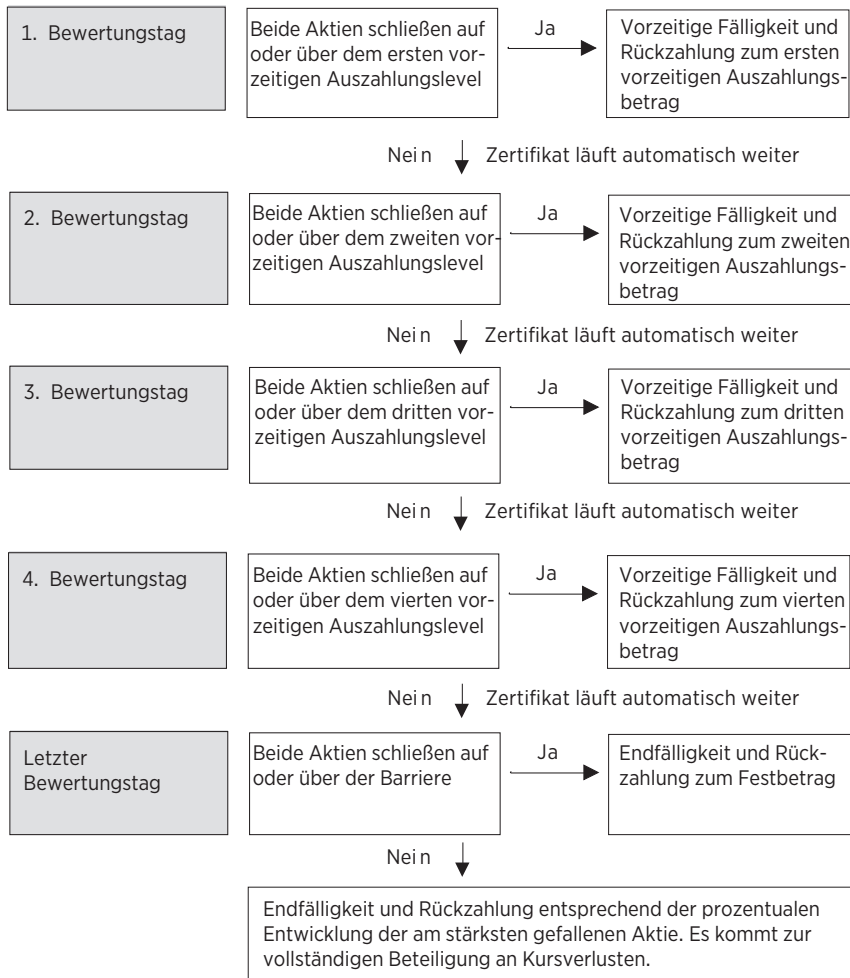 1. Bewertungstag
Beide Aktien schließen auf
oder über dem ersten vor-
zeitigen Auszahlungslevel
Ja
Vorzeitige Fälligkeit und
Rückzahlung zum ersten
vorzeitigen Auszahlungs-
betrag
Nein Zertifikat läuft automatisch weiter
2. Bewertungstag
Beide Aktien schließen auf
oder über dem zweiten vor-
zeitigen Auszahlungslevel
Ja
Vorzeitige Fälligkeit und
Rückzahlung zum zweiten
vorzeitigen Auszahlungs-
betrag
Nein Zertifikat läuft automatisch weiter
3. Bewertungstag
Beide Aktien schließen auf
oder über dem dritten vor-
zeitigen Auszahlungslevel
Ja
Vorzeitige Fälligkeit und
Rückzahlung zum dritten
vorzeitigen Auszahlungs-
betrag
Nein Zertifikat läuft automatisch weiter
4. Bewertungstag
Beide Aktien schließen auf
oder über dem vierten vor-
zeitigen Auszahlungslevel
Ja
Vorzeitige Fälligkeit und
Rückzahlung zum vierten
vorzeitigen Auszahlungs-
betrag
Nein Zertifikat läuft automatisch weiter
Letzter
Bewertungstag
Beide Aktien schließen auf
oder über der Barriere
Ja
Endfälligkeit und Rück-
zahlung zum Festbetrag
Nein
Endfälligkeit und Rückzahlung entsprechend der prozentualen
Entwicklung der am stärksten gefallenen Aktie. Es kommt zur
vollständigen Beteiligung an Kursverlusten.